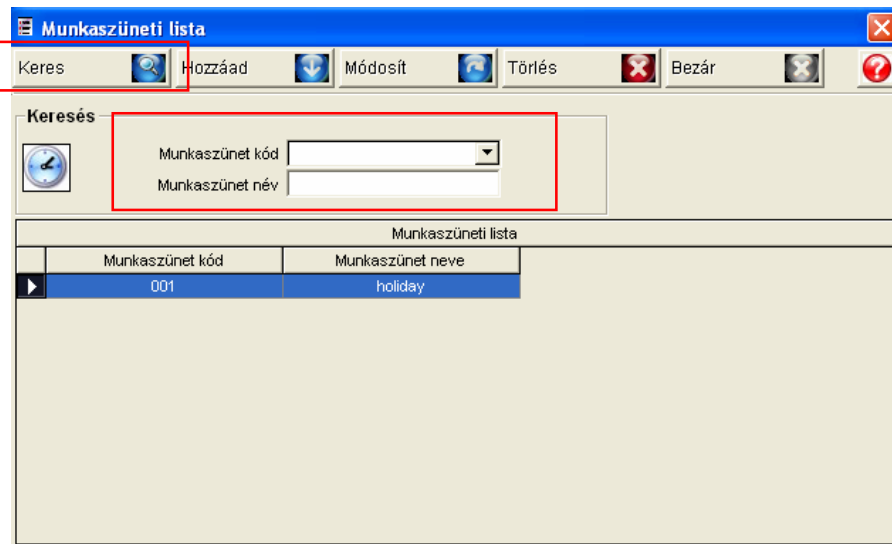 Munkaszüneti lista
Keres Hozzáad Módosít Törlés Bezár
Keresés
Munkaszünet kód
Munkaszünet név
Munkaszüneti lista
Munkaszünet kód Munkaszünet neve
001 holiday